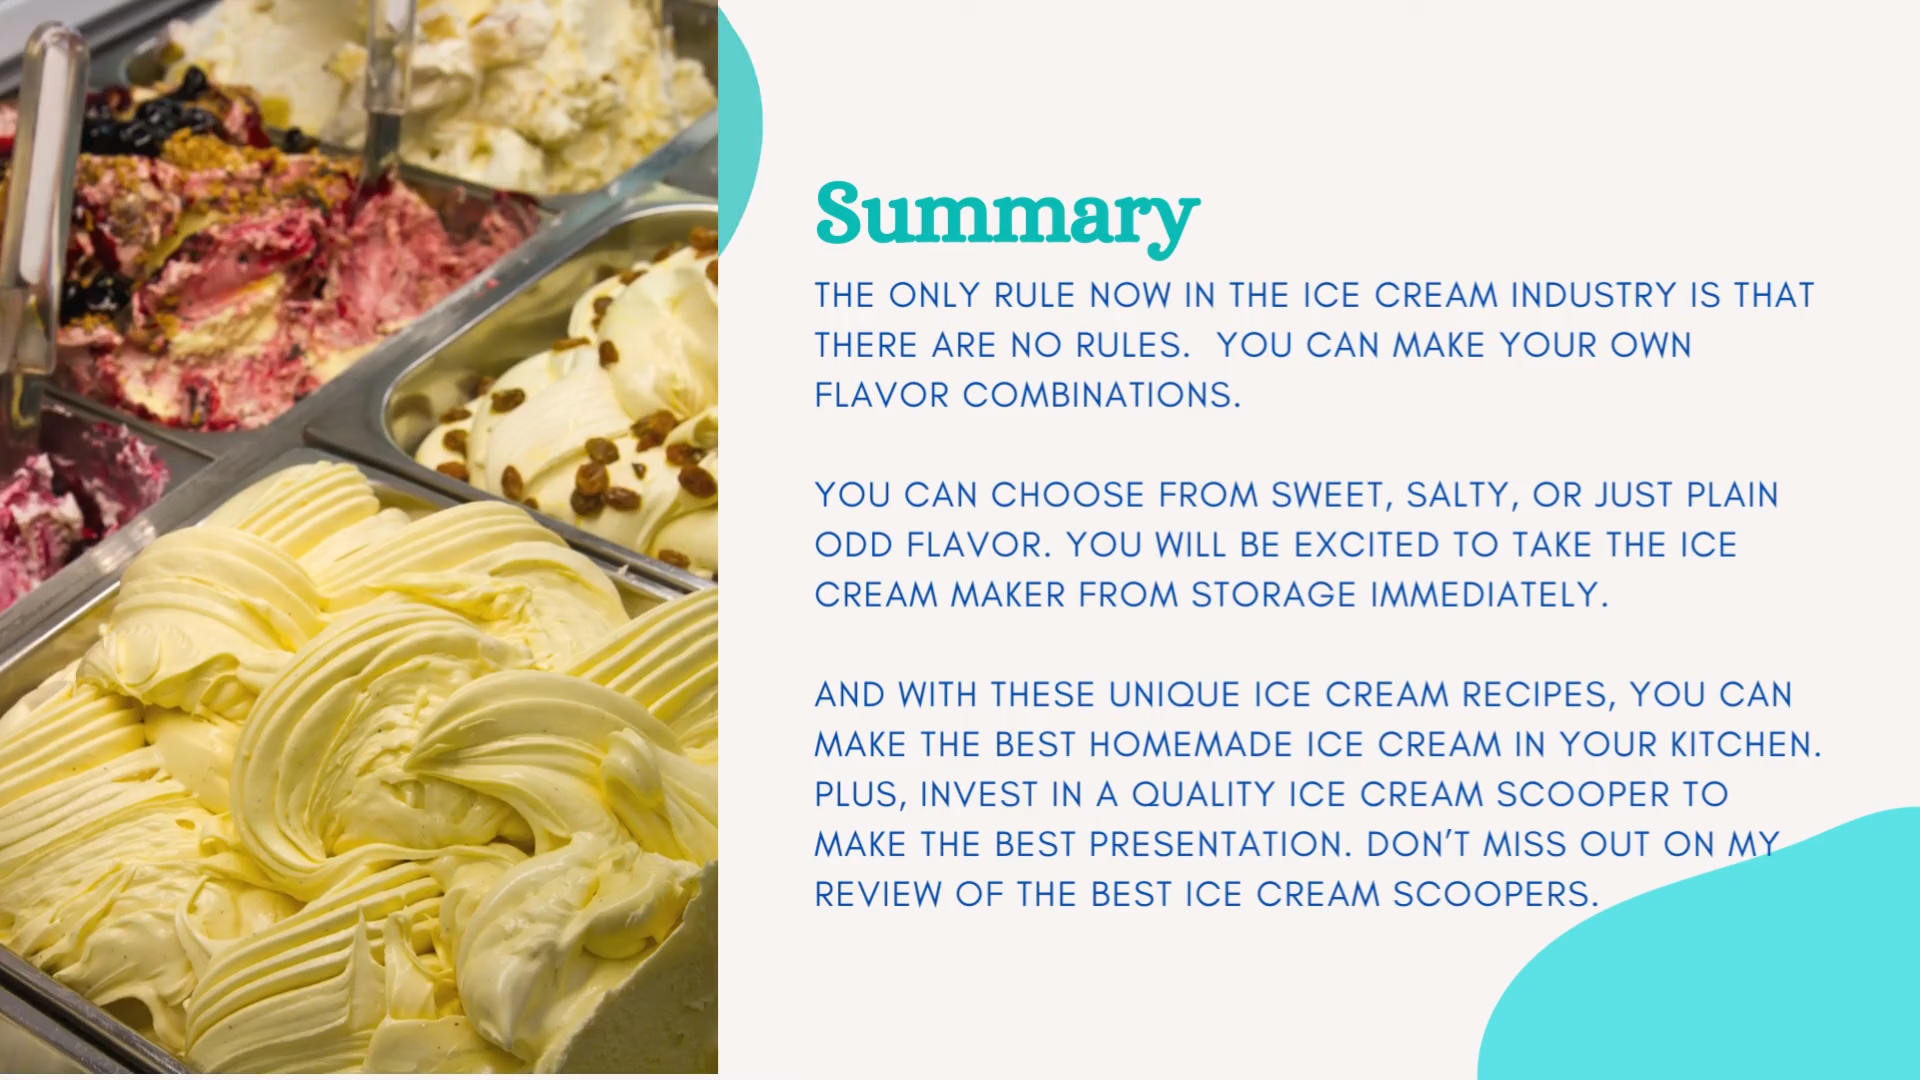 Summary
THE ONLY RULE NOW IN THE ICE CREAM INDUSTRY IS THAT
THERE ARE NO RULES.  YOU CAN MAKE YOUR OWN
FLAVOR COMBINATIONS.
YOU CAN CHOOSE FROM SWEET, SALTY, OR JUST PLAIN
ODD FLAVOR. YOU WILL BE EXCITED TO TAKE THE ICE
CREAM MAKER FROM STORAGE IMMEDIATELY.
AND WITH THESE UNIQUE ICE CREAM RECIPES, YOU CAN
MAKE THE BEST HOMEMADE ICE CREAM IN YOUR KITCHEN.
PLUS, INVEST IN A QUALITY ICE CREAM SCOOPER TO
MAKE THE BEST PRESENTATION. DON’T MISS OUT ON MY
REVIEW OF THE BEST ICE CREAM SCOOPERS.